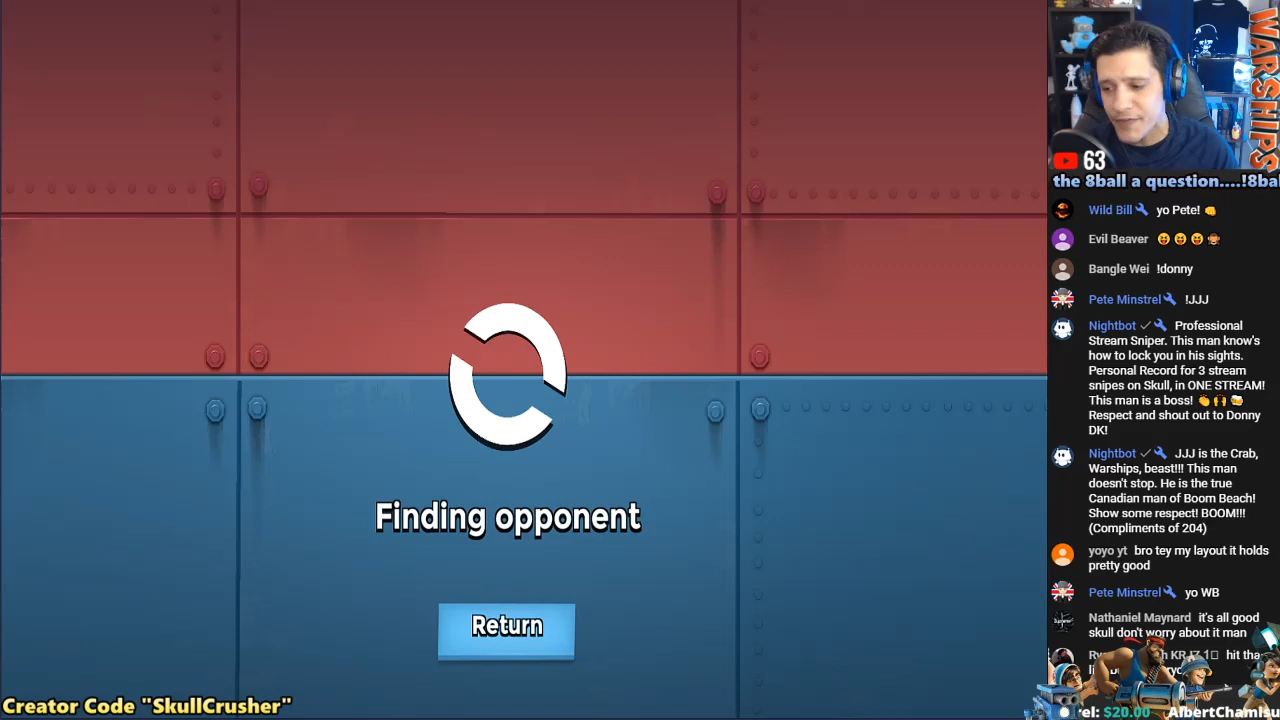 WARSHIPS
63
the 8ball a question....!8bal
Wild Bill yo Pete!
Evil Beaver
Bangle Wei !donny
Pete Minstrel !JJJ
Nightbot Professional
Stream Sniper. This man know's
how to lock you in his sights.
Personal Record for 3 stream
snipes on Skull, in ONE STREAM!
This man is a boss!
Respect and shout out to Donny
DK!
Nightbot JJJ is the Crab,
Warships, beast!!! This man
doesn't stop. He is the true
Canadian man of Boom Beach!
Show some respect! BOOM!!!
(Compliments of 204)
yoyo yt bro tey my layout it holds
pretty good
Pete Minstrel yo WB
Nathaniel Maynard it's all good
skull don't worry about it man
hit tha
Finding opponent
Return
Creator Code "SkullCrusher"
el: $20.00 AlbertChamisu